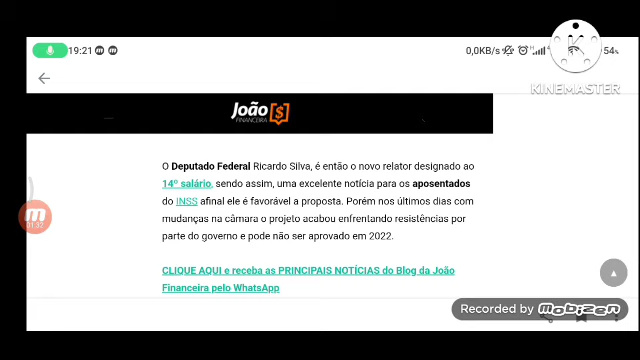 19:21
0,0KB/s
54%
KINEMASTER
João
FINANCEIRA
O Deputado Federal Ricardo Silva, é então o novo relator designado ao
14º salário, sendo assim, uma excelente notícia para os aposentados
do INSS afinal ele é favorável a proposta. Porém nos últimos dias com
mudanças na câmara o projeto acabou enfrentando resistências por
parte do governo e pode não ser aprovado em 2022.
01:32
CLIQUE AQUI e receba as PRINCIPAIS NOTÍCIAS do Blog da João
Financeira pelo WhatsApp
Recorded by mobizen